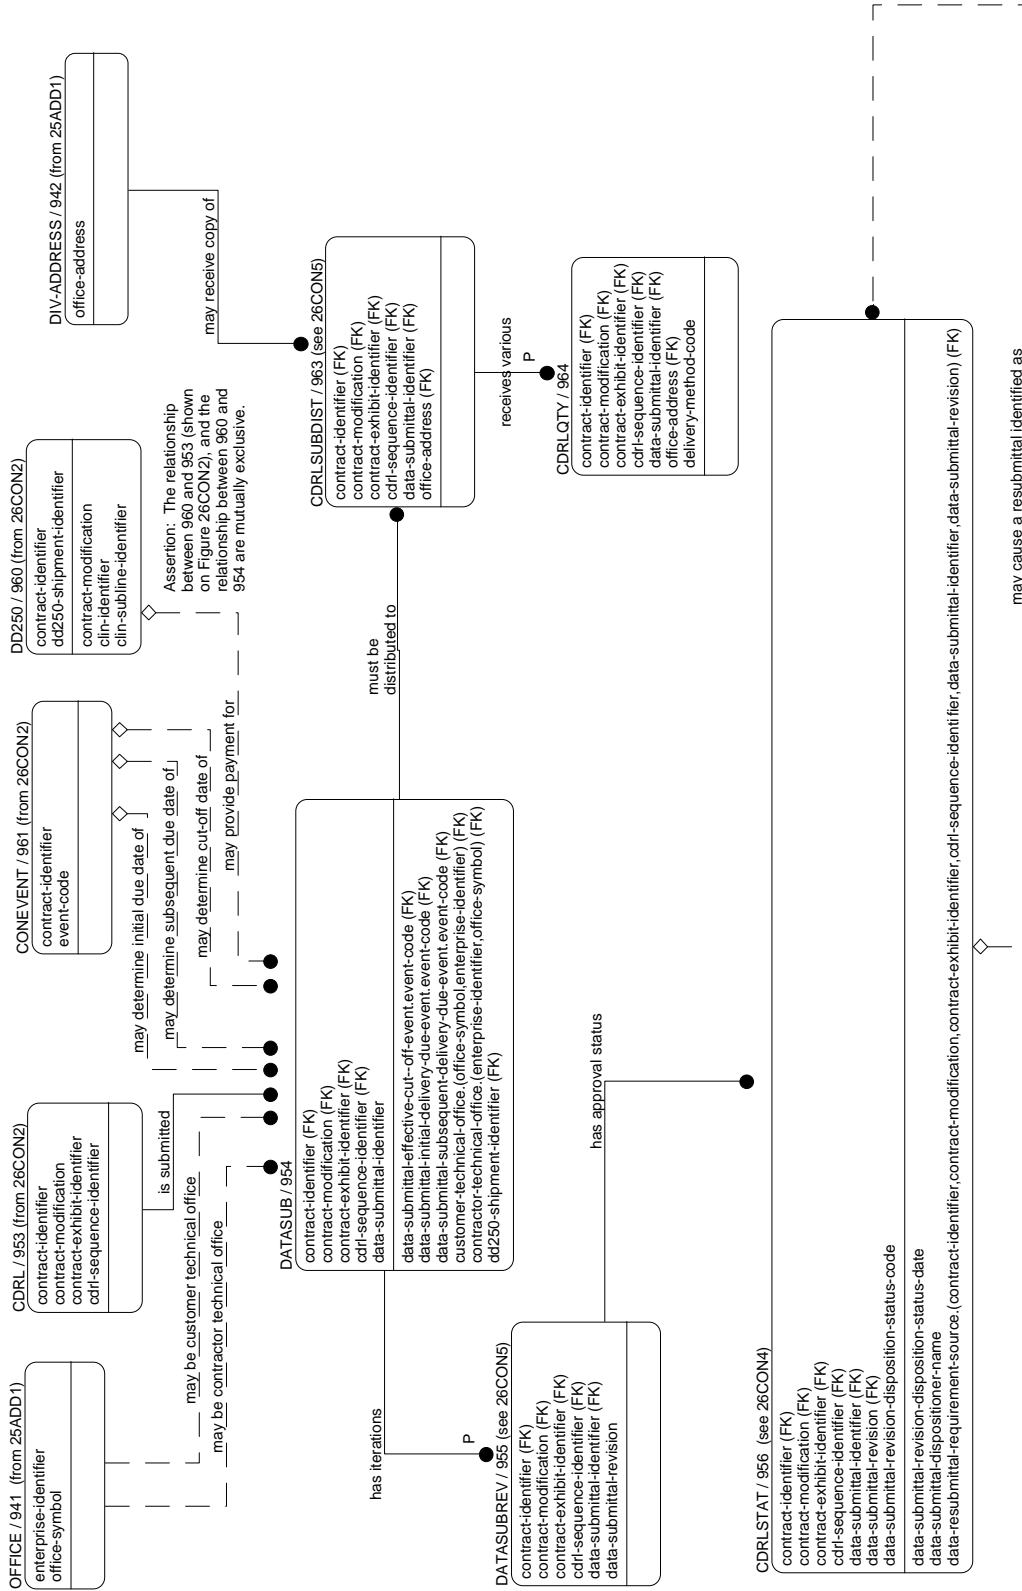 OFFICE / 941 (from 25ADD1)
enterprise-identifier
office-symbol
CDRL / 953 (from 26CON2)
contract-identifier
contract-modification
contract-exhibit-identifier
cdrl-sequence-identifier
CONEVENT / 961 (from 26CON2)
contract-identifier
event-code
DD250 / 960 (from 26CON2)
contract-identifier
dd250-shipment-identifier
contract-modification
clin-identifier
clin-subline-identifier
DIV-ADDRESS / 942 (from 25ADD1)
office-address
Assertion: The relationship
between 960 and 953 (shown
on Figure 26CON2), and the
relationship between 960 and
954 are mutually exclusive.
may be customer technical office
may be contractor technical office
is submitted
may determine initial due date of
may determine subsequent due date of
may determine cut-off date of
may provide payment for
may receive copy of
DATASUB / 954
contract-identifier (FK)
contract-modification (FK)
contract-exhibit-identifier (FK)
cdrl-sequence-identifier (FK)
data-submittal-identifier
data-submittal-effective-cut--off-event.event-code (FK)
data-submittal-initial-delivery-due-event.event-code (FK)
data-submittal-subsequent-delivery-due-event.event-code (FK)
customer-technical-office.(office-symbol,enterprise-identifier) (FK)
contractor-technical-office.(enterprise-identifier,office-symbol) (FK)
dd250-shipment-identifier (FK)
must be
distributed to
CDRLSUBDIST / 963 (see 26CON5)
contract-identifier (FK)
contract-modification (FK)
contract-exhibit-identifier (FK)
cdrl-sequence-identifier (FK)
data-submittal-identifier (FK)
office-address (FK)
receives various
P
CDRLQTY / 964
contract-identifier (FK)
contract-modification (FK)
contract-exhibit-identifier (FK)
cdrl-sequence-identifier (FK)
data-submittal-identifier (FK)
office-address (FK)
delivery-method-code
has iterations
P
DATASUBREV / 955 (see 26CON5)
contract-identifier (FK)
contract-modification (FK)
contract-exhibit-identifier (FK)
cdrl-sequence-identifier (FK)
data-submittal-identifier (FK)
data-submittal-revision
has approval status
CDRLSTAT / 956 (see 26CON4)
contract-identifier (FK)
contract-modification (FK)
contract-exhibit-identifier (FK)
cdrl-sequence-identifier (FK)
data-submittal-identifier (FK)
data-submittal-revision (FK)
data-submittal-revision-disposition-status-code
data-submittal-revision-disposition-status-date
data-submittal-dispositioner-name
data-resubmittal-requirement-source.(contract-identifier,contract-modification,contract-exhibit-identifier,cdrl-sequence-identifier,data-submittal-identifier,data-submittal-revision) (FK)
may cause a resubmittal identified as